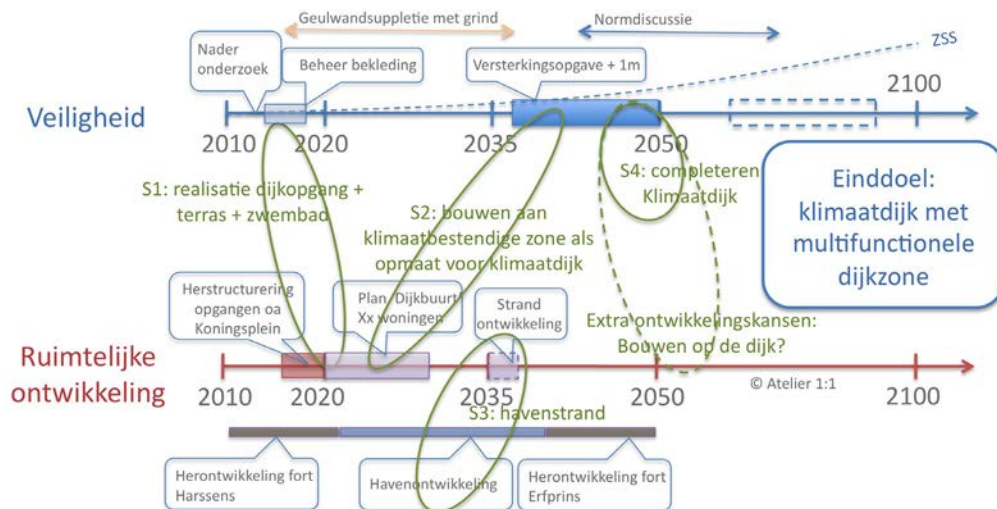 Geulwandsuppletie met grind
Normdiscussie
Nader
onderzoek
Beheer bekleding
Versterkingsopgave + 1m
ZSS
2100
Veiligheid
2010
2020
2035
2050
S1: realisatie dijkopgang +
terras + zwembad
S2: bouwen aan
klimaatbestendige zone als
opmaat voor klimaatdijk
S4: completeren
Klimaatdijk
Einddoel:
klimaatdijk met
multifunctionele
dijkzone
Herstructurering
opgangen oa
Koningsplein
Plan Dijkbuurt
Xx woningen
Strand
ontwikkeling
Extra ontwikkelingskansen:
Bouwen op de dijk?
Ruimtelijke
ontwikkeling
© Atelier 1:1
2010
2020
2035
2050
2100
S3: havenstrand
Herontwikkeling fort
Harssens
Havenontwikkeling
Herontwikkeling fort
Erfprins